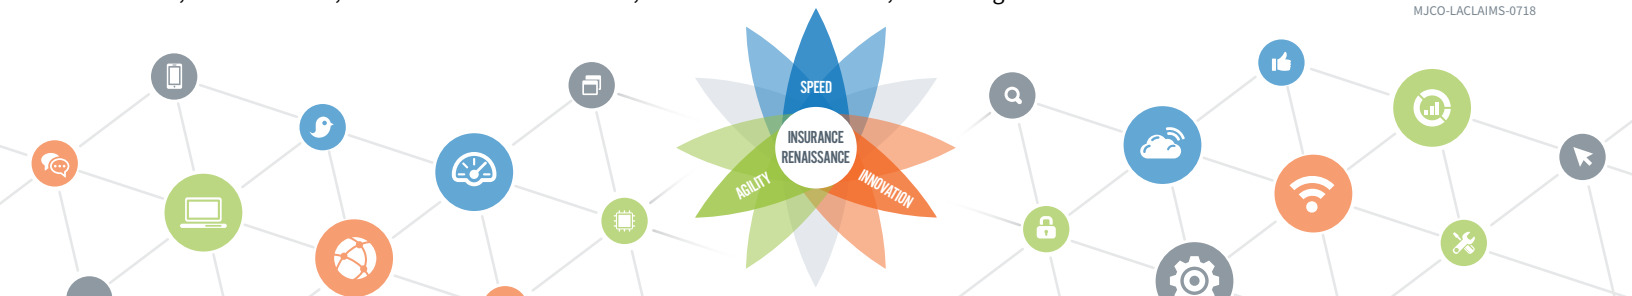 MJCO-LACLAIMS-0718
SPEED
INSURANCE
RENAISSANCE
AGILITY
INNOVATION